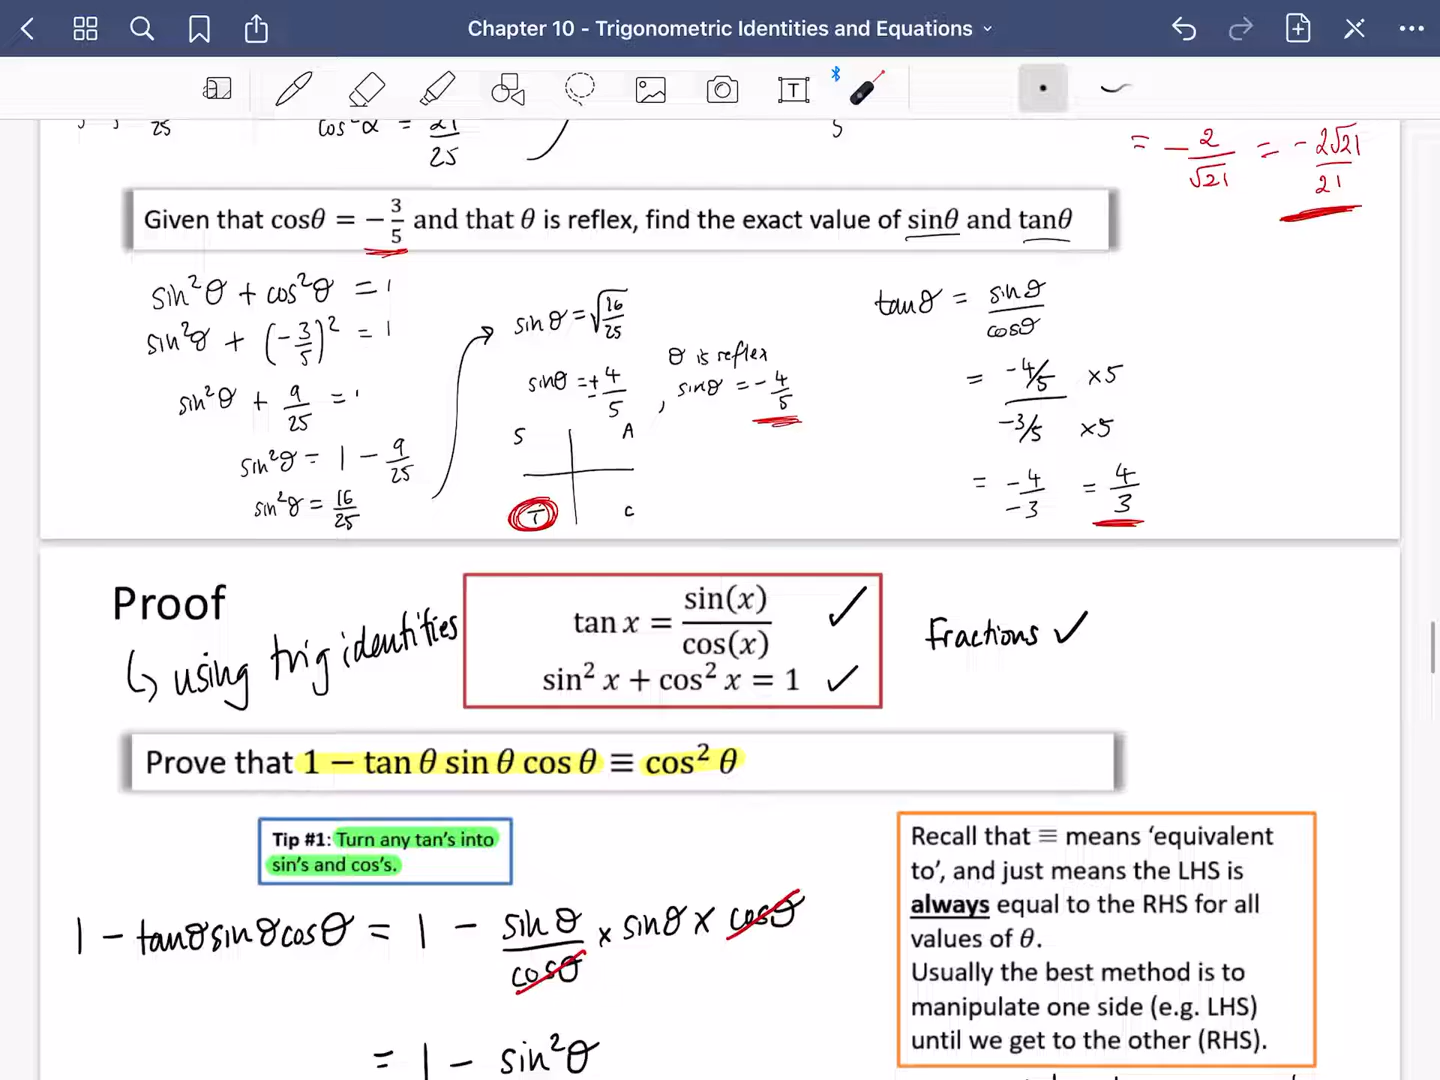 Chapter 10 - Trigonometric Identities and Equations
25
cos²α = 21/25
= -2/√21 = -2√21/21
Given that cosθ = −3/5 and that θ is reflex, find the exact value of sinθ and tanθ
sin²θ + cos²θ = 1
sin²θ + (-3/5)² = 1
sin²θ + 9/25 = 1
sin²θ = 1 - 9/25
sin²θ = 16/25
sinθ = √16/25
sinθ = ± 4/5
θ is reflex
, sinθ = -4/5
S A
T C
tanθ = sinθ/cosθ
= -4/5 / -3/5 ×5 ×5
= -4/-3 = 4/3
Proof
↳ using trig identities
tan x = sin(x)/cos(x) ✓
sin² x + cos² x = 1 ✓
Fractions ✓
Prove that 1 − tan θ sin θ cos θ ≡ cos² θ
Tip #1: Turn any tan's into
sin's and cos's.
1 - tanθsinθcosθ = 1 - sinθ/cosθ × sinθ × cosθ
= 1 - sin²θ
Recall that ≡ means ‘equivalent
to’, and just means the LHS is
always equal to the RHS for all
values of θ.
Usually the best method is to
manipulate one side (e.g. LHS)
until we get to the other (RHS).